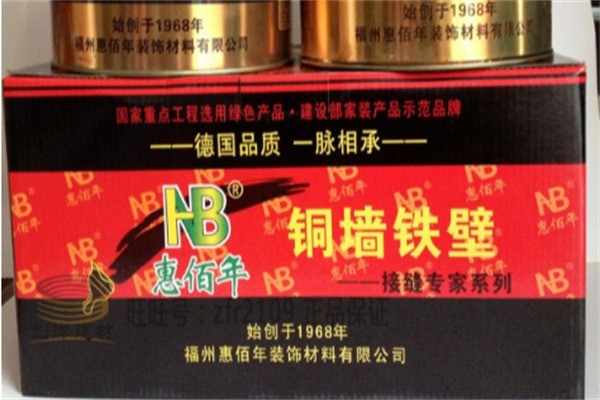 始创于1968年
福州惠佰年装饰材料有限公司
始创于1968年
福州惠佰年装饰材料有限公司
国家重点工程选用绿色产品·建设部家装产品示范品牌
——德国品质 一脉相承——
NB®
惠佰年
铜墙铁壁
——接缝专家系列
旺旺号：zfr2109 正品保证
始创于1968年
福州惠佰年装饰材料有限公司
NB®
惠佰年